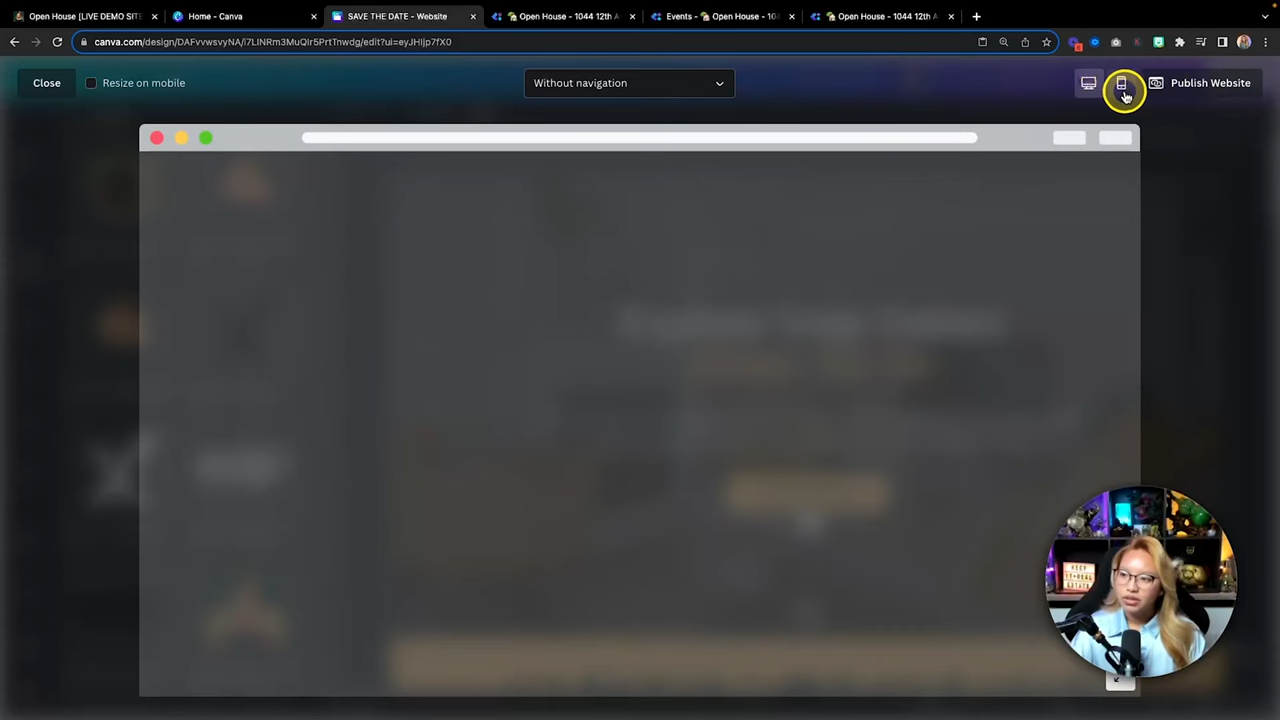 Open House [LIVE DEMO SITE
Home - Canva
SAVE THE DATE - Website
Open House - 1044 12th A
Events - Open House - 104
Open House - 1044 12th A
canva.com/design/DAFvvwsvyNA/i7LINRm3MuQIr5PrtTnwdg/edit?ui=eyJHIjp7fX0
Close
Resize on mobile
Without navigation
Publish Website
KEEP
IT REAL
ESTATE